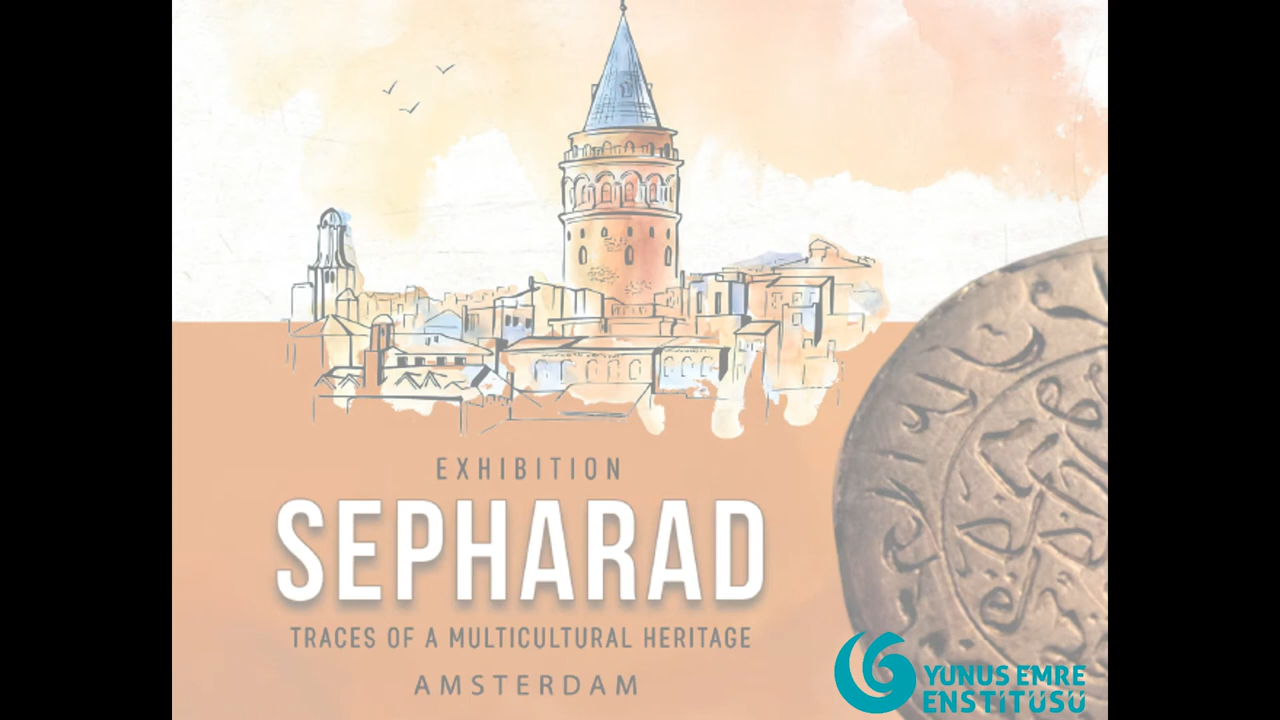 EXHIBITION
SEPHARAD
TRACES OF A MULTICULTURAL HERITAGE
AMSTERDAM
YUNUS EMRE
ENSTİTÜSÜ